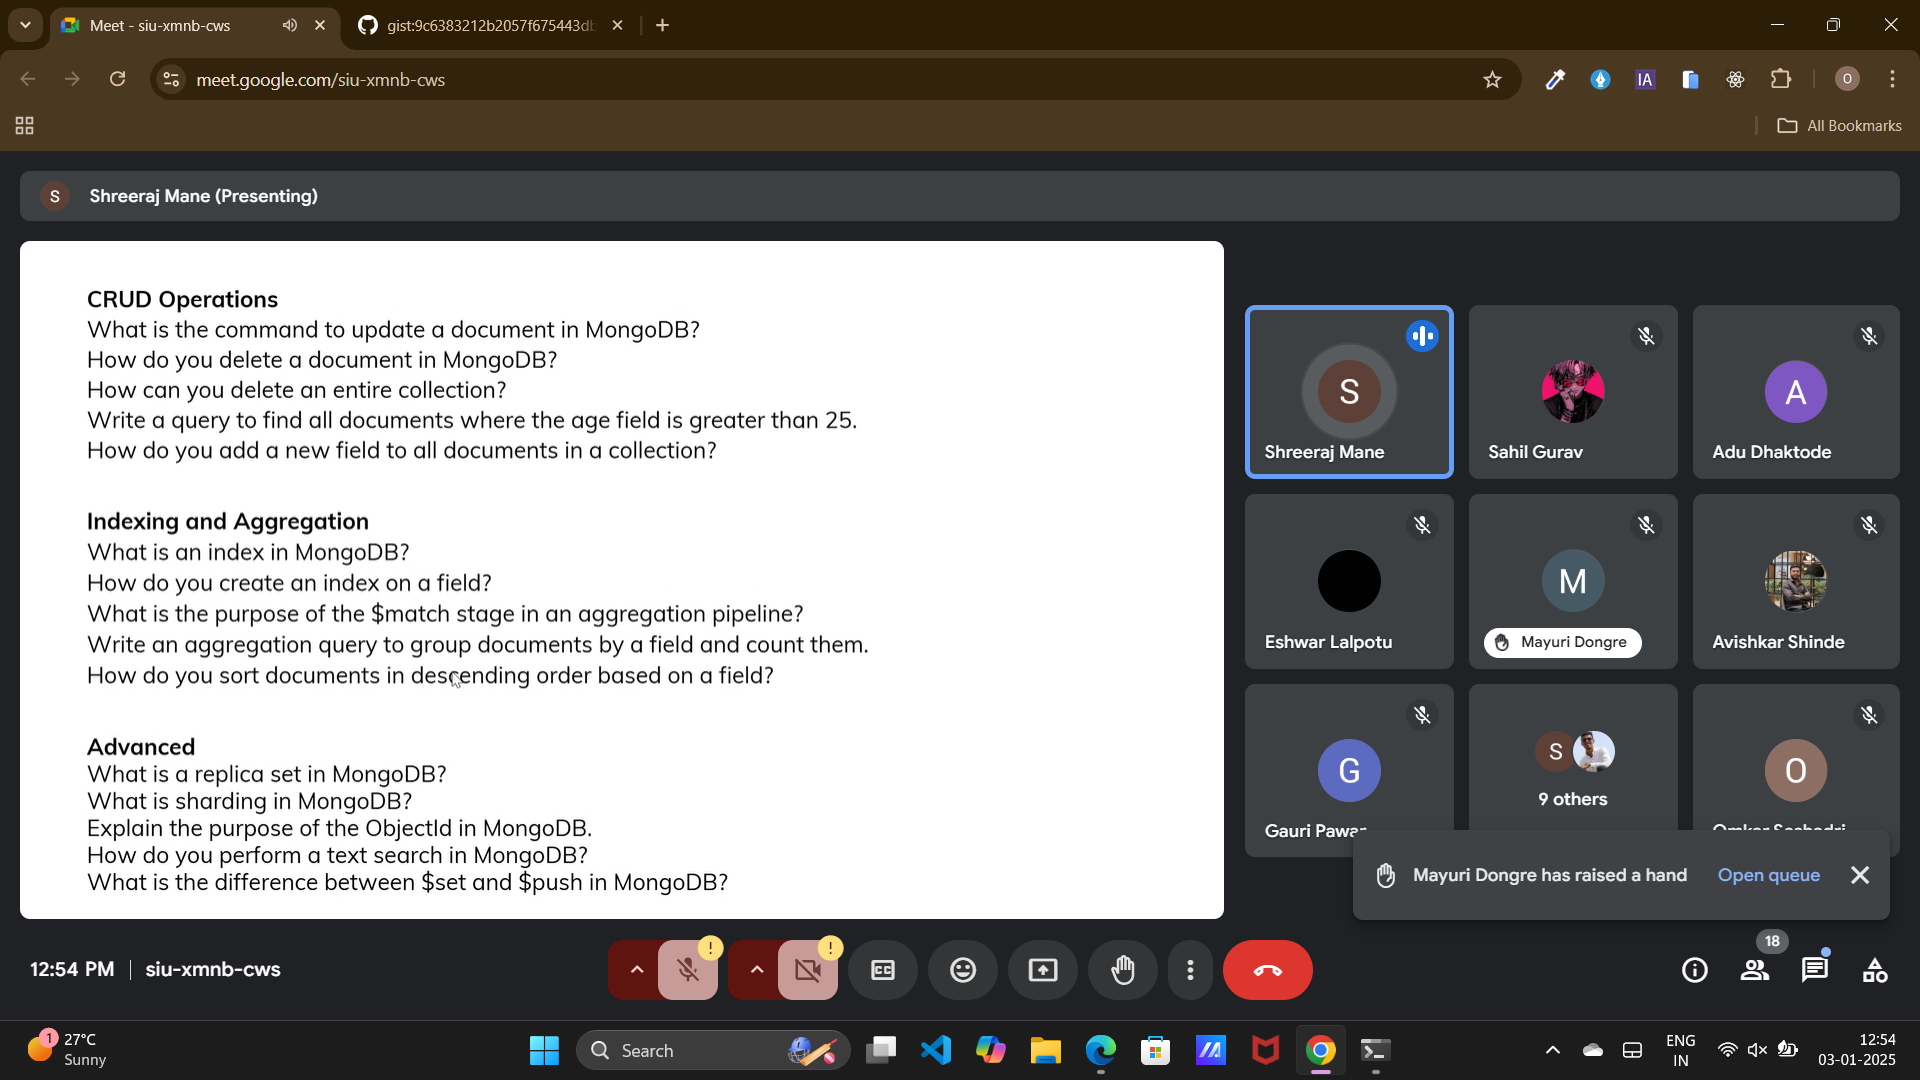 Meet - siu-xmnb-cws
gist:9c6383212b2057f675443db
meet.google.com/siu-xmnb-cws
IA
O
All Bookmarks
S
Shreeraj Mane (Presenting)
CRUD Operations
What is the command to update a document in MongoDB?
How do you delete a document in MongoDB?
How can you delete an entire collection?
Write a query to find all documents where the age field is greater than 25.
How do you add a new field to all documents in a collection?
Indexing and Aggregation
What is an index in MongoDB?
How do you create an index on a field?
What is the purpose of the $match stage in an aggregation pipeline?
Write an aggregation query to group documents by a field and count them.
How do you sort documents in descending order based on a field?
Advanced
What is a replica set in MongoDB?
What is sharding in MongoDB?
Explain the purpose of the ObjectId in MongoDB.
How do you perform a text search in MongoDB?
What is the difference between $set and $push in MongoDB?
S
Shreeraj Mane
Sahil Gurav
A
Adu Dhaktode
Eshwar Lalpotu
M
Mayuri Dongre
Avishkar Shinde
G
Gauri Pawar
S
9 others
O
Mayuri Dongre has raised a hand
Open queue
12:54 PM
siu-xmnb-cws
!
!
CC
18
1
27°C
Sunny
Search
ENG
IN
12:54
03-01-2025